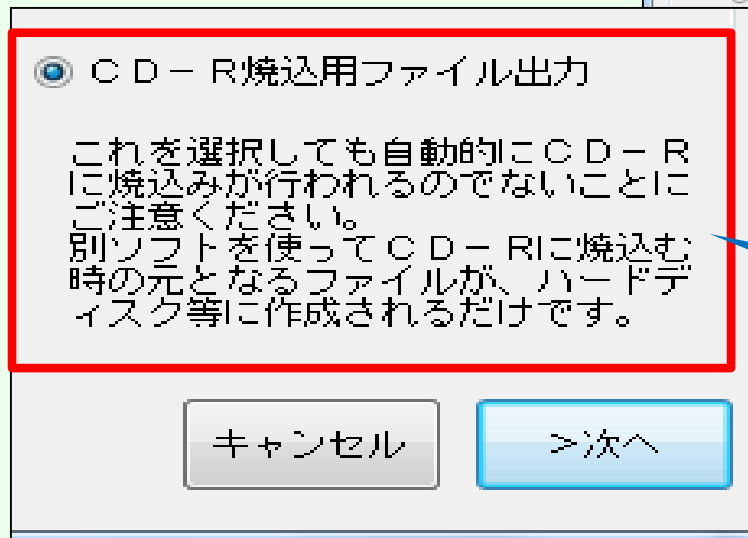 CD-R焼込用ファイル出力
これを選択しても自動的にCD-R
に焼込みが行われるのでないことに
ご注意ください。
別ソフトを使ってCD-Rに焼込む
時の元となるファイルが、ハードデ
ィスク等に作成されるだけです。
キャンセル
>次へ